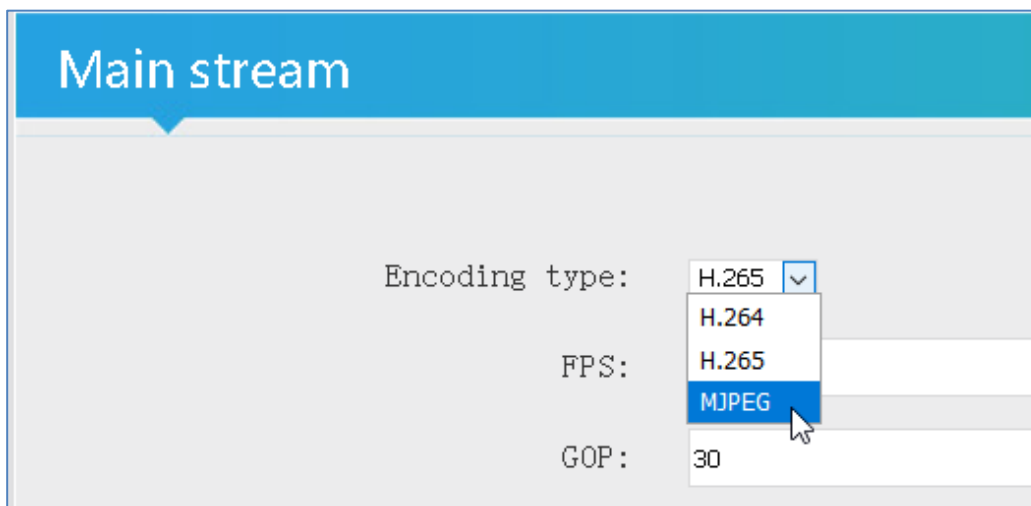 Main stream
Encoding type: H.265
H.264
FPS: H.265
MJPEG
GOP: 30